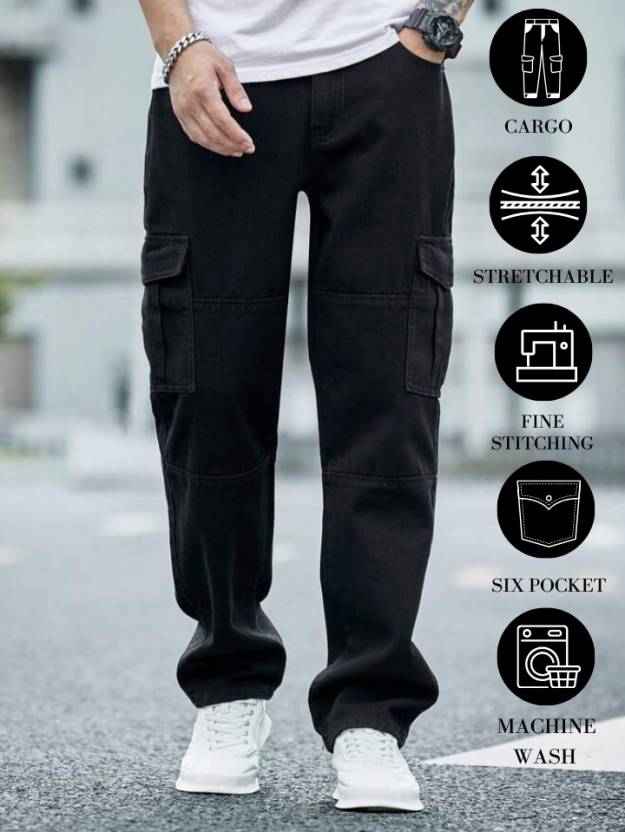 CARGO
STRETCHABLE
FINE
STITCHING
SIX POCKET
MACHINE
WASH